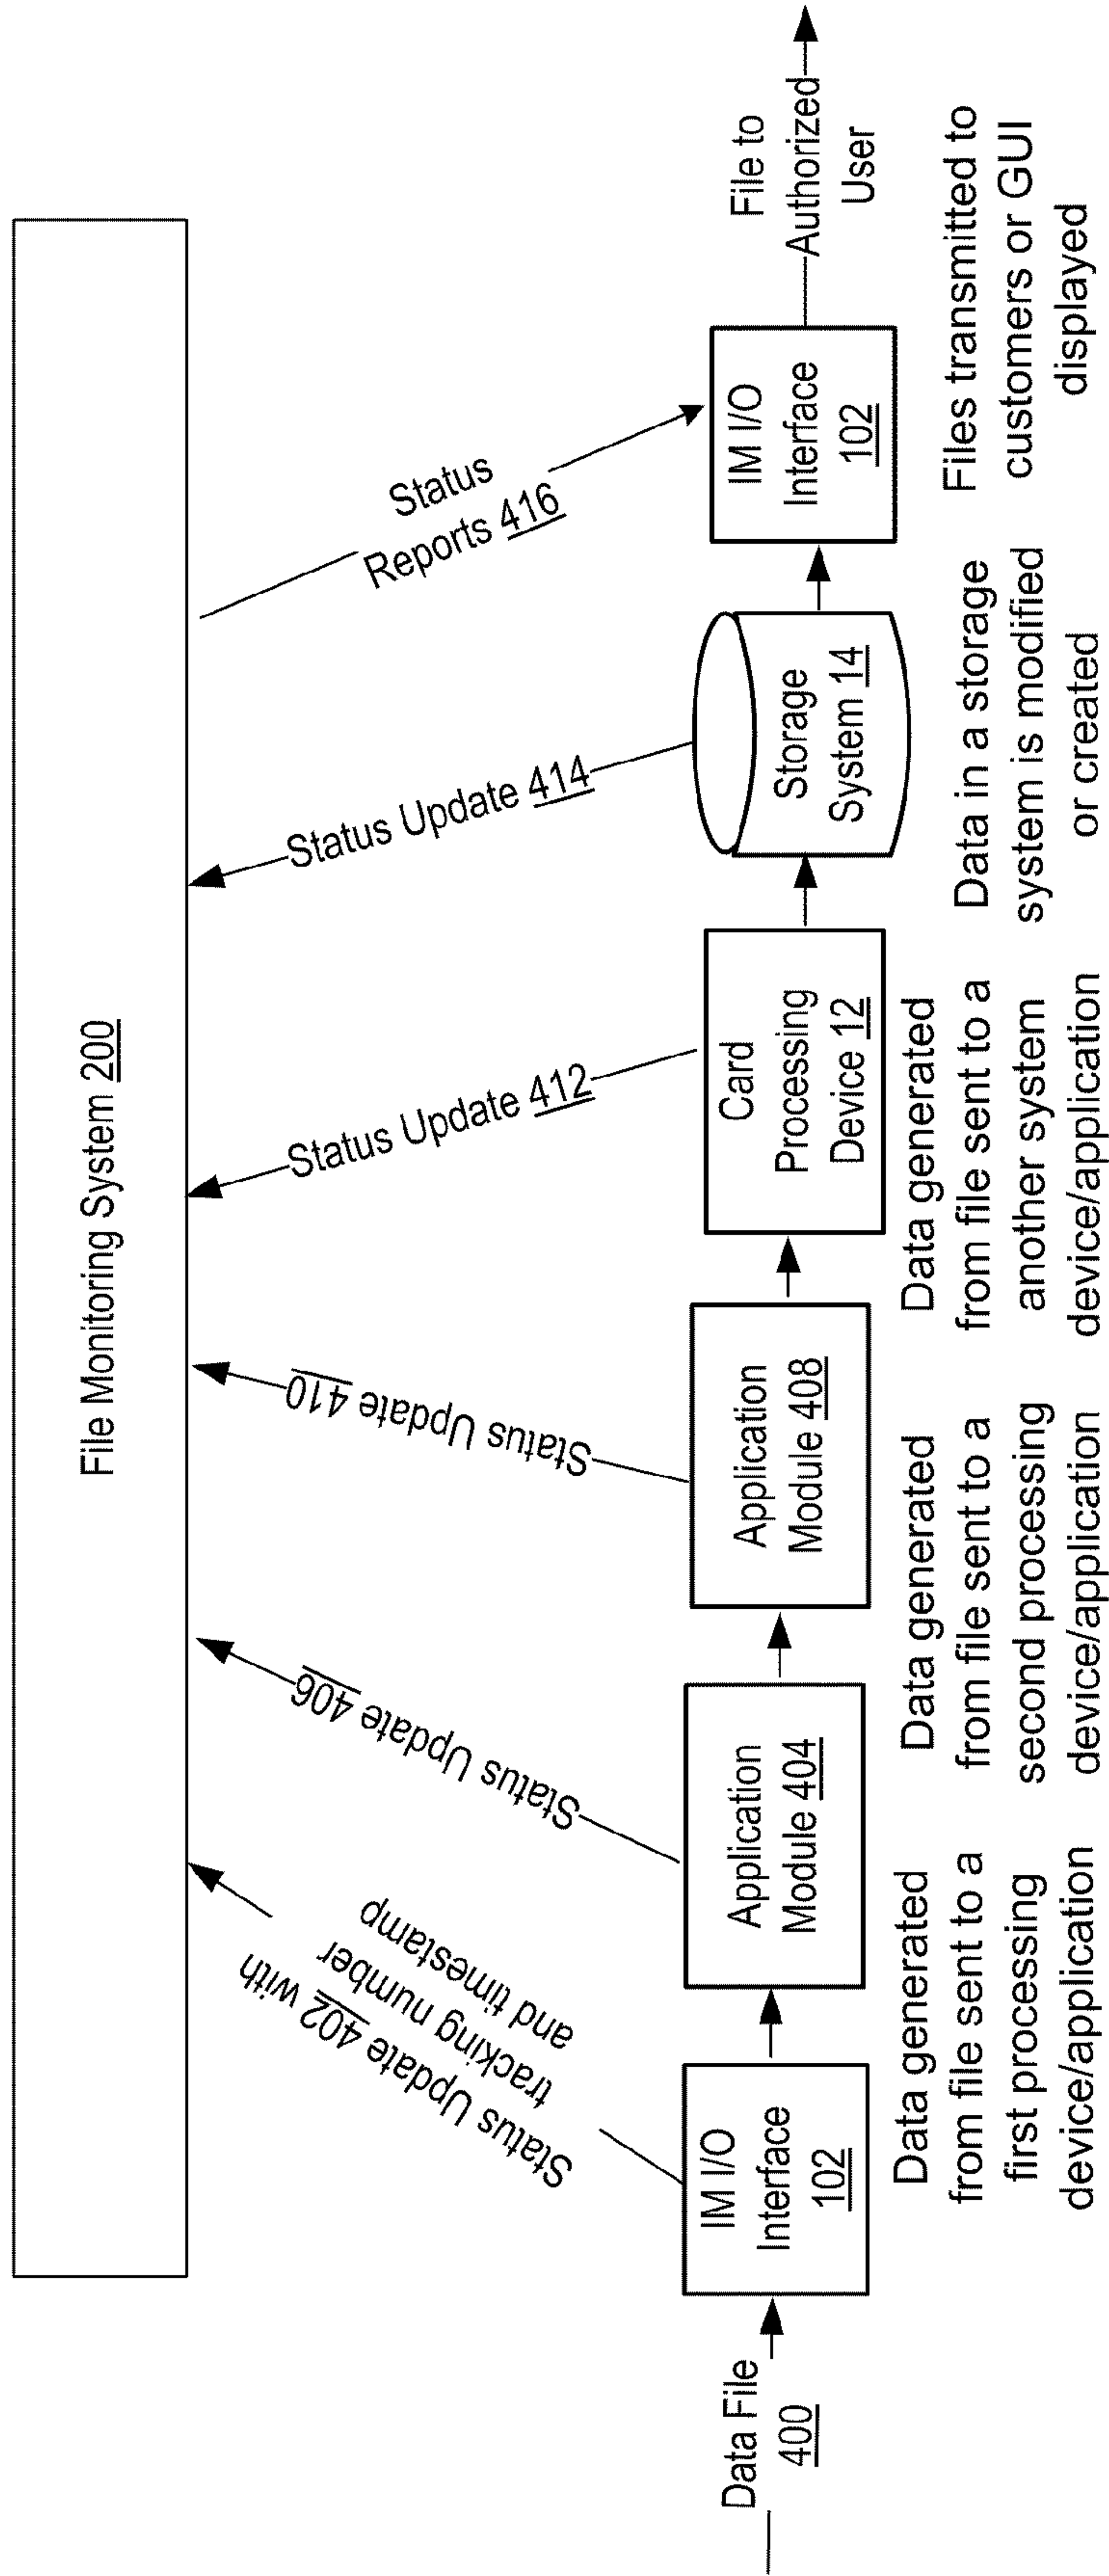 File Monitoring System 200
Status Update 402 with
tracking number
and timestamp
Status Update 406
Status Update 410
Status Update 412
Status Update 414
Status
Reports 416
Data File
400
IM I/O
Interface
102
Application
Module 404
Application
Module 408
Card
Processing
Device 12
Storage
System 14
IM I/O
Interface
102
File to
Authorized
User
Data generated
from file sent to a
first processing
device/application
Data generated
from file sent to a
second processing
device/application
Data generated
from file sent to a
another system
device/application
Data in a storage
system is modified
or created
Files transmitted to
customers or GUI
displayed